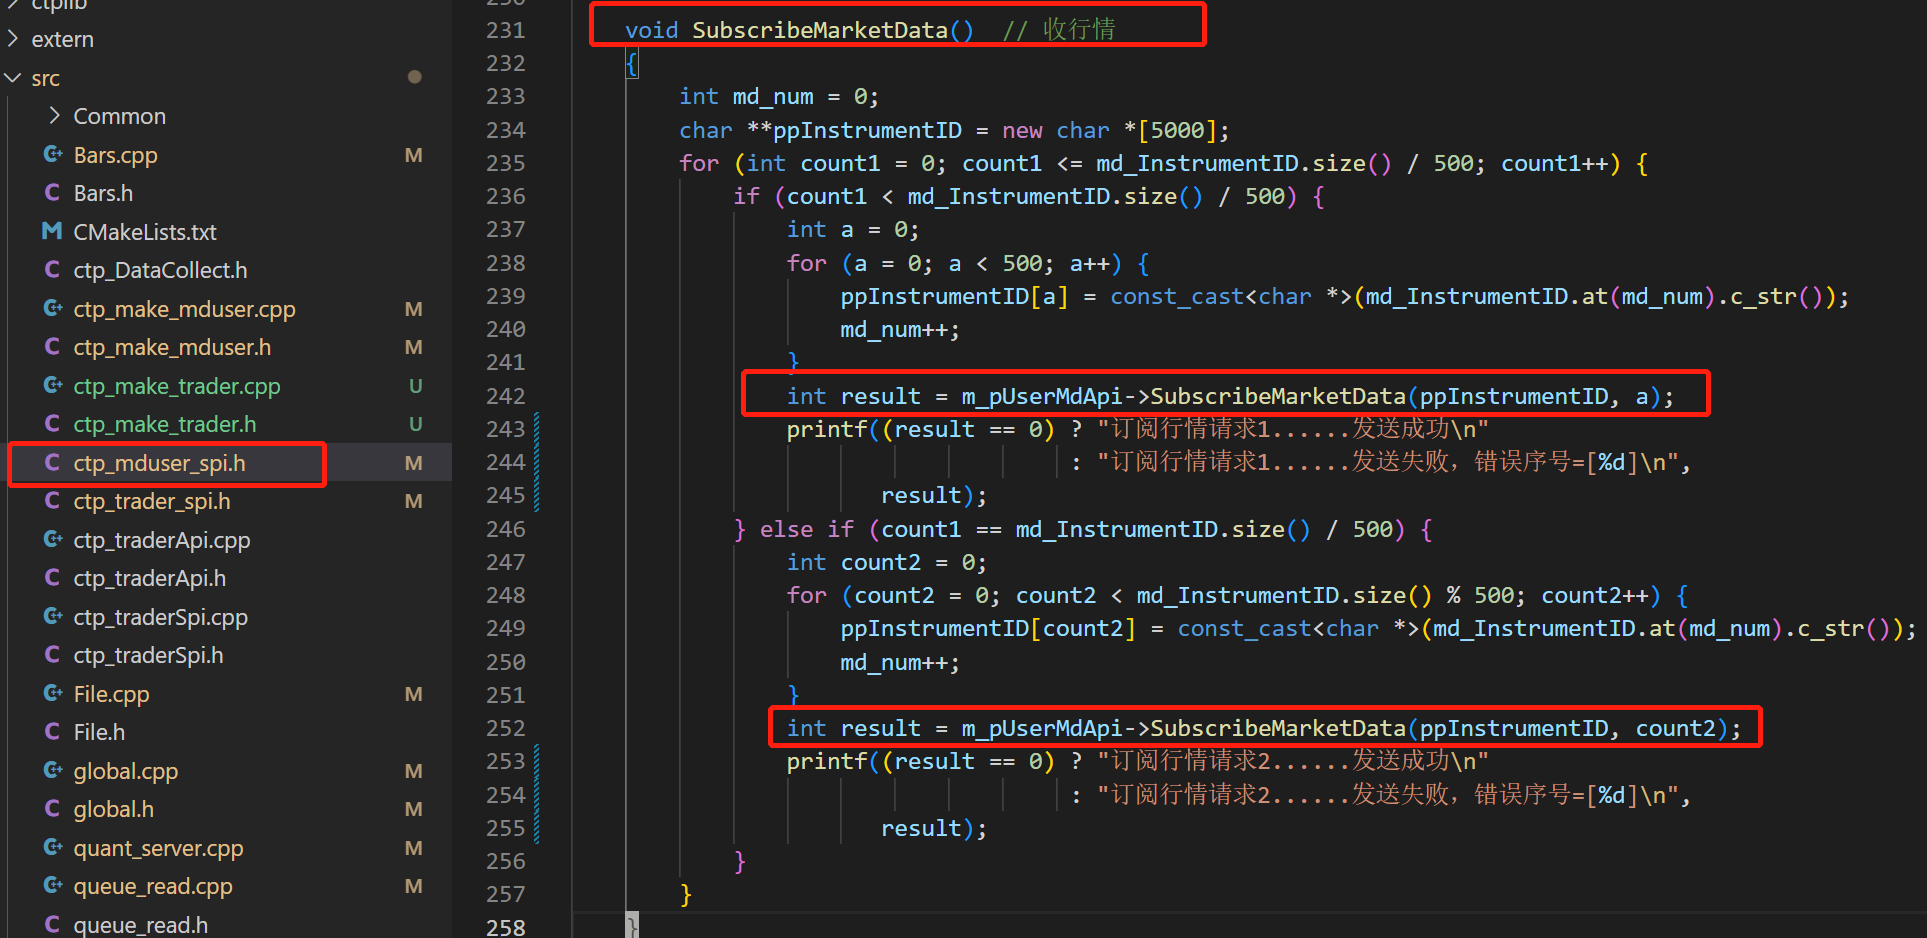 ctplib
extern
src
Common
Bars.cpp M
Bars.h
CMakeLists.txt
ctp_DataCollect.h
ctp_make_mduser.cpp M
ctp_make_mduser.h M
ctp_make_trader.cpp U
ctp_make_trader.h U
ctp_mduser_spi.h M
ctp_trader_spi.h M
ctp_traderApi.cpp
ctp_traderApi.h
ctp_traderSpi.cpp
ctp_traderSpi.h
File.cpp M
File.h
global.cpp M
global.h M
quant_server.cpp M
queue_read.cpp M
queue_read.h
230
231 void SubscribeMarketData() // 收行情
232 {
233 int md_num = 0;
234 char **ppInstrumentID = new char *[5000];
235 for (int count1 = 0; count1 <= md_InstrumentID.size() / 500; count1++) {
236 if (count1 < md_InstrumentID.size() / 500) {
237 int a = 0;
238 for (a = 0; a < 500; a++) {
239 ppInstrumentID[a] = const_cast<char *>(md_InstrumentID.at(md_num).c_str());
240 md_num++;
241 }
242 int result = m_pUserMdApi->SubscribeMarketData(ppInstrumentID, a);
243 printf((result == 0) ? "订阅行情请求1......发送成功\n"
244 : "订阅行情请求1......发送失败，错误序号=[%d]\n",
245 result);
246 } else if (count1 == md_InstrumentID.size() / 500) {
247 int count2 = 0;
248 for (count2 = 0; count2 < md_InstrumentID.size() % 500; count2++) {
249 ppInstrumentID[count2] = const_cast<char *>(md_InstrumentID.at(md_num).c_str());
250 md_num++;
251 }
252 int result = m_pUserMdApi->SubscribeMarketData(ppInstrumentID, count2);
253 printf((result == 0) ? "订阅行情请求2......发送成功\n"
254 : "订阅行情请求2......发送失败，错误序号=[%d]\n",
255 result);
256 }
257 }
258 }